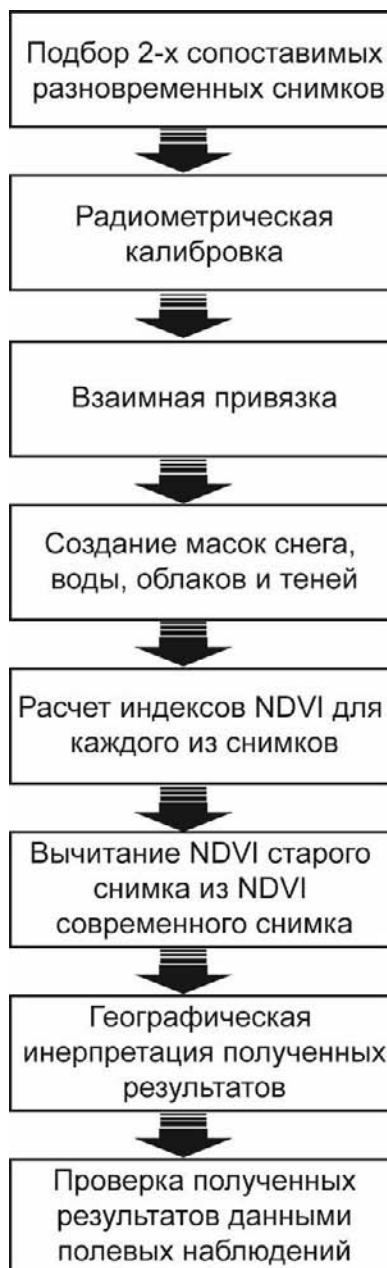 Подбор 2-х сопоставимых
разновременных снимков
Радиометрическая
калибровка
Взаимная привязка
Создание масок снега,
воды, облаков и теней
Расчет индексов NDVI для
каждого из снимков
Вычитание NDVI старого
снимка из NDVI
современного снимка
Географическая
инерпретация полученных
результатов
Проверка полученных
результатов данными
полевых наблюдений